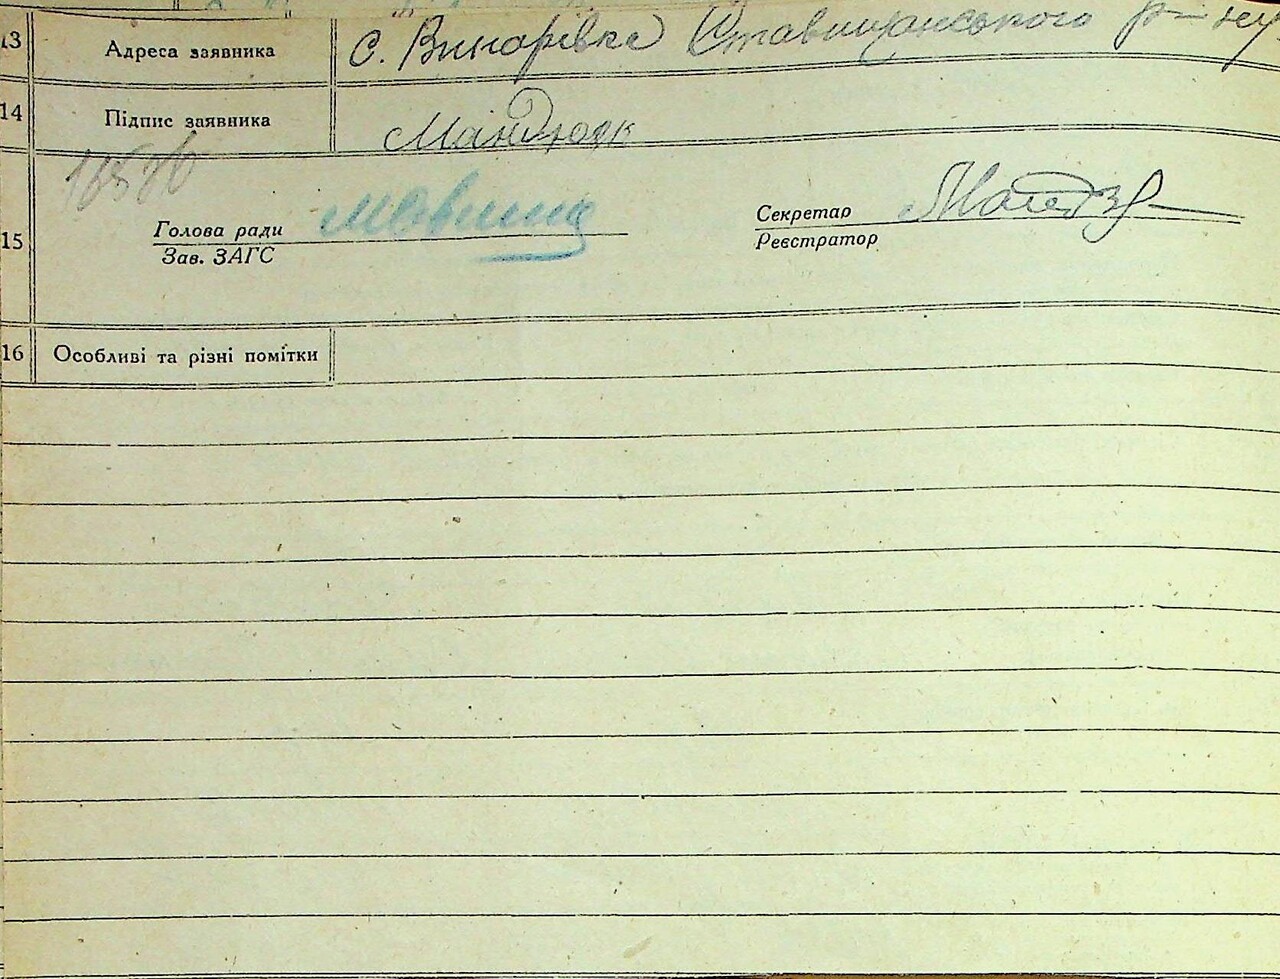 13 Адреса заявника с. Винарівка Ставищанського р-ну
14 Підпис заявника Мандзюк
15 Голова ради Секретар
Зав. ЗАГС Реєстратор
16 Особливі та різні помітки